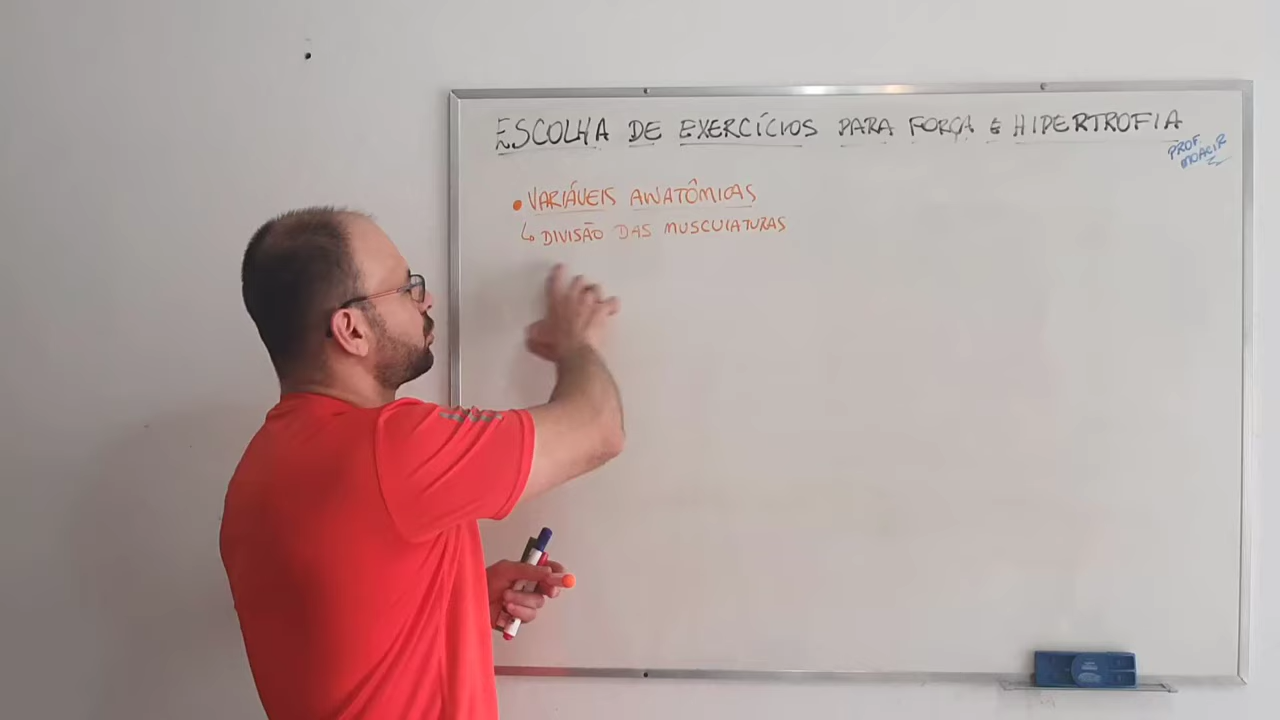 ESCOLHA DE EXERCÍCIOS PARA FORÇA E HIPERTROFIA
PROF.
MOACIR
• VARIÁVEIS ANATÔMICAS
↳ DIVISÃO DAS MUSCULATURAS